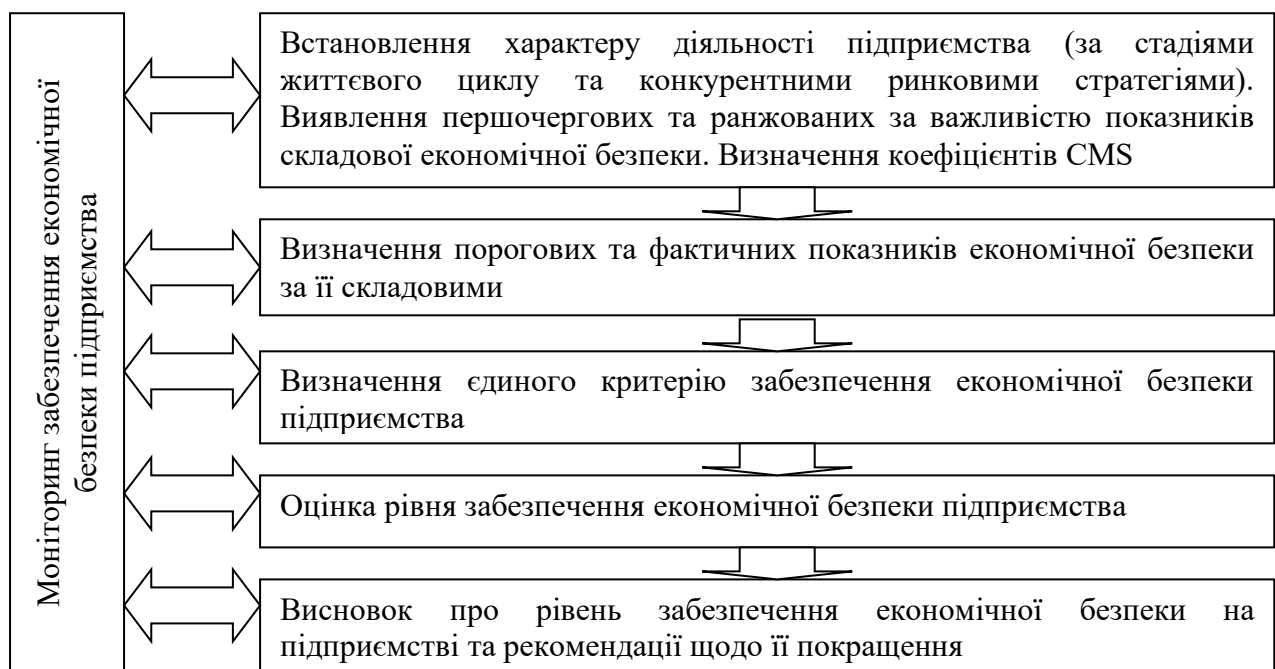 Моніторинг забезпечення економічної
безпеки підприємства
Встановлення характеру діяльності підприємства (за стадіями
життєвого циклу та конкурентними ринковими стратегіями).
Виявлення першочергових та ранжованих за важливістю показників
складової економічної безпеки. Визначення коефіцієнтів CMS
Визначення порогових та фактичних показників економічної безпеки
за її складовими
Визначення єдиного критерію забезпечення економічної безпеки
підприємства
Оцінка рівня забезпечення економічної безпеки підприємства
Висновок про рівень забезпечення економічної безпеки на
підприємстві та рекомендації щодо її покращення